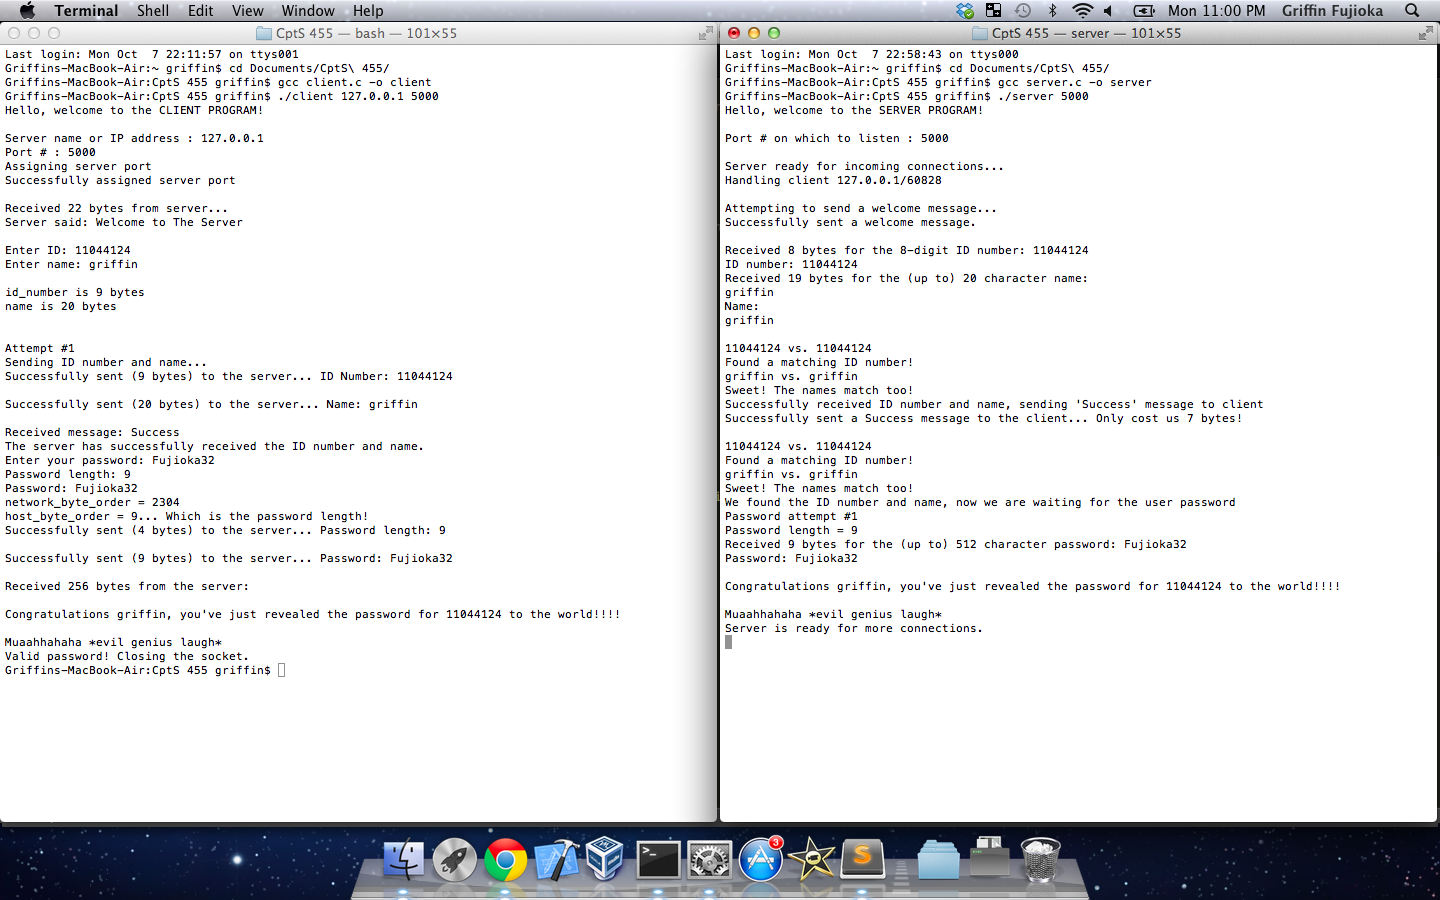 Terminal Shell Edit View Window Help Mon 11:00 PM Griffin Fujioka
CptS 455 — bash — 101×55
Last login: Mon Oct  7 22:11:57 on ttys001
Griffins-MacBook-Air:~ griffin$ cd Documents/CptS\ 455/
Griffins-MacBook-Air:CptS 455 griffin$ gcc client.c -o client
Griffins-MacBook-Air:CptS 455 griffin$ ./client 127.0.0.1 5000
Hello, welcome to the CLIENT PROGRAM!
Server name or IP address : 127.0.0.1
Port # : 5000
Assigning server port
Successfully assigned server port
Received 22 bytes from server...
Server said: Welcome to The Server
Enter ID: 11044124
Enter name: griffin
id_number is 9 bytes
name is 20 bytes
Attempt #1
Sending ID number and name...
Successfully sent (9 bytes) to the server... ID Number: 11044124
Successfully sent (20 bytes) to the server... Name: griffin
Received message: Success
The server has successfully received the ID number and name.
Enter your password: Fujioka32
Password length: 9
Password: Fujioka32
network_byte_order = 2304
host_byte_order = 9... Which is the password length!
Successfully sent (4 bytes) to the server... Password length: 9
Successfully sent (9 bytes) to the server... Password: Fujioka32
Received 256 bytes from the server:
Congratulations griffin, you've just revealed the password for 11044124 to the world!!!!
Muaahhahaha *evil genius laugh*
Valid password! Closing the socket.
Griffins-MacBook-Air:CptS 455 griffin$
CptS 455 — server — 101×55
Last login: Mon Oct  7 22:58:43 on ttys000
Griffins-MacBook-Air:~ griffin$ cd Documents/CptS\ 455/
Griffins-MacBook-Air:CptS 455 griffin$ gcc server.c -o server
Griffins-MacBook-Air:CptS 455 griffin$ ./server 5000
Hello, welcome to the SERVER PROGRAM!
Port # on which to listen : 5000
Server ready for incoming connections...
Handling client 127.0.0.1/60828
Attempting to send a welcome message...
Successfully sent a welcome message.
Received 8 bytes for the 8-digit ID number: 11044124
ID number: 11044124
Received 19 bytes for the (up to) 20 character name:
griffin
Name:
griffin
11044124 vs. 11044124
Found a matching ID number!
griffin vs. griffin
Sweet! The names match too!
Successfully received ID number and name, sending 'Success' message to client
Successfully sent a Success message to the client... Only cost us 7 bytes!
11044124 vs. 11044124
Found a matching ID number!
griffin vs. griffin
Sweet! The names match too!
We found the ID number and name, now we are waiting for the user password
Password attempt #1
Password length = 9
Received 9 bytes for the (up to) 512 character password: Fujioka32
Password: Fujioka32
Congratulations griffin, you've just revealed the password for 11044124 to the world!!!!
Muaahhahaha *evil genius laugh*
Server is ready for more connections.
3